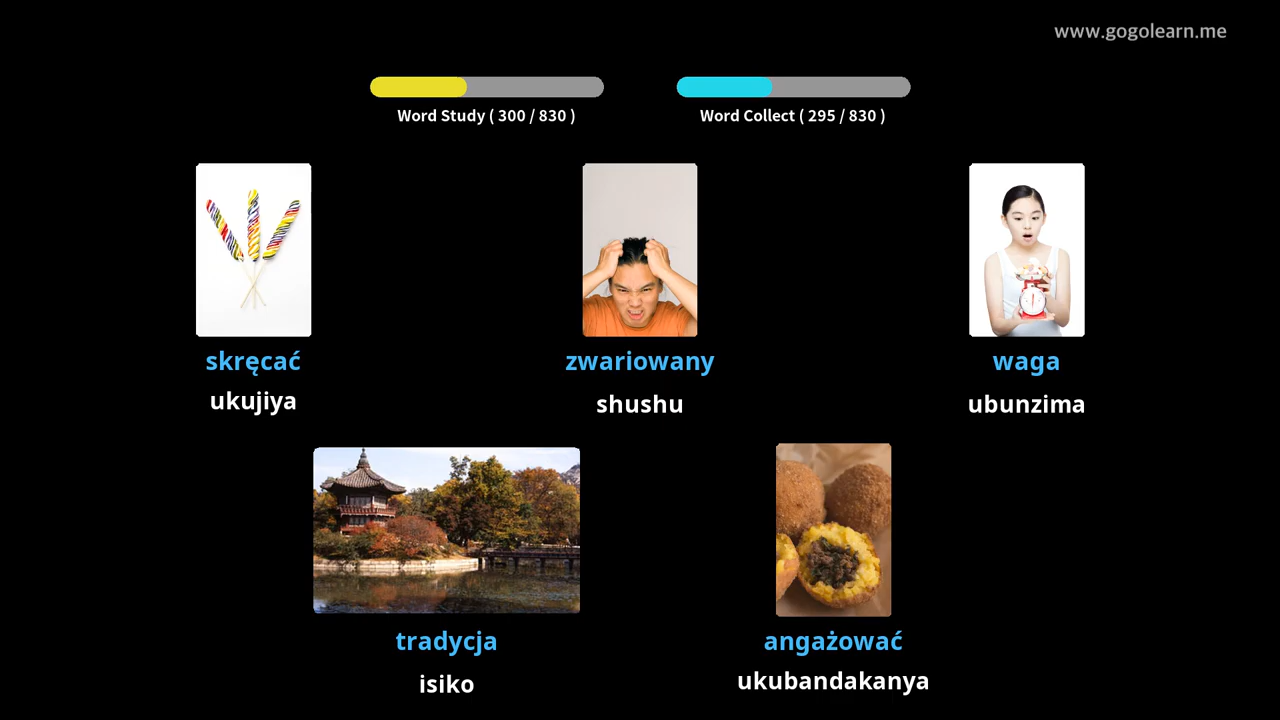 www.gogolearn.me
Word Study ( 300 / 830 )
Word Collect ( 295 / 830 )
skręcać
ukujiya
zwariowany
shushu
waga
ubunzima
tradycja
isiko
angażować
ukubandakanya